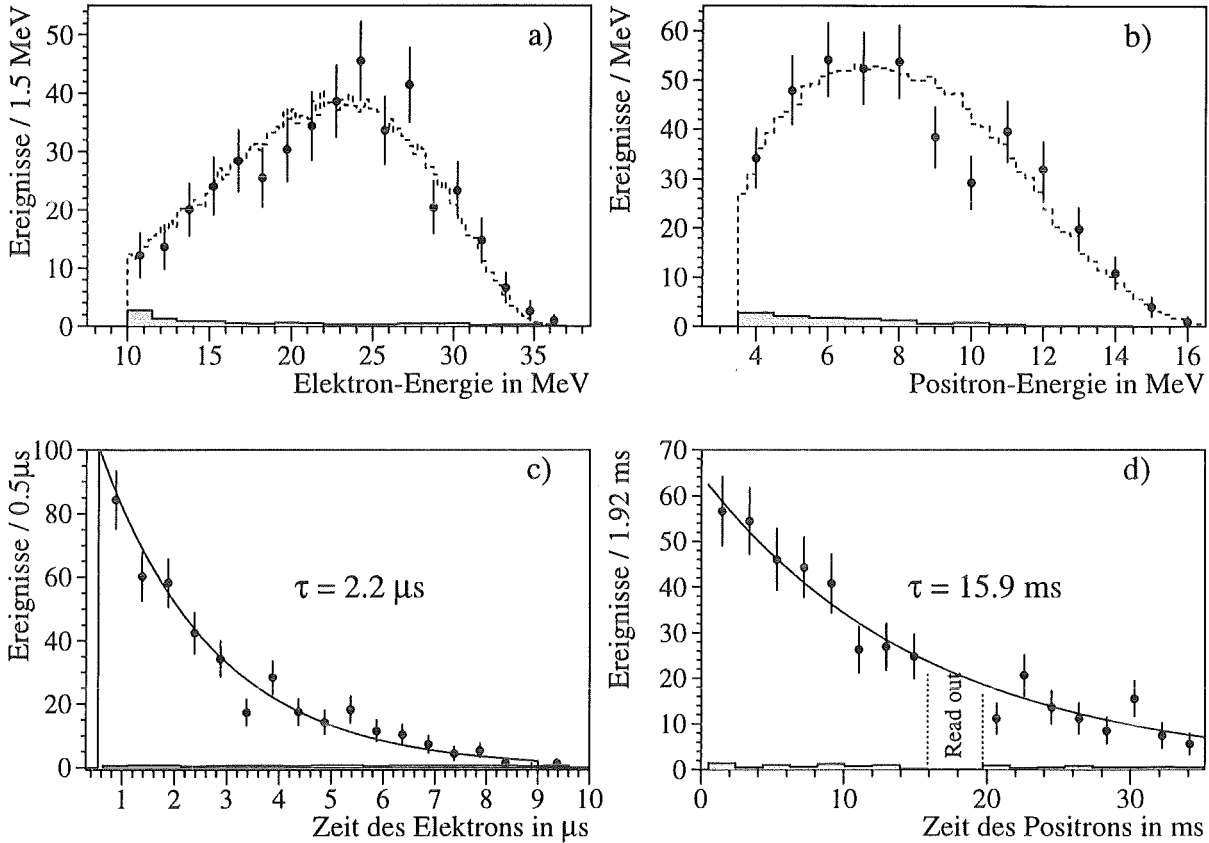 a)
Ereignisse / 1.5 MeV
50
40
30
20
10
0
10 15 20 25 30 35
Elektron-Energie in MeV
b)
Ereignisse / MeV
60
50
40
30
20
10
0
4 6 8 10 12 14 16
Positron-Energie in MeV
c)
Ereignisse / 0.5μs
100
80
60
40
20
0
τ = 2.2 μs
1 2 3 4 5 6 7 8 9 10
Zeit des Elektrons in μs
d)
Ereignisse / 1.92 ms
70
60
50
40
30
20
10
0
τ = 15.9 ms
Read out
0 10 20 30
Zeit des Positrons in ms